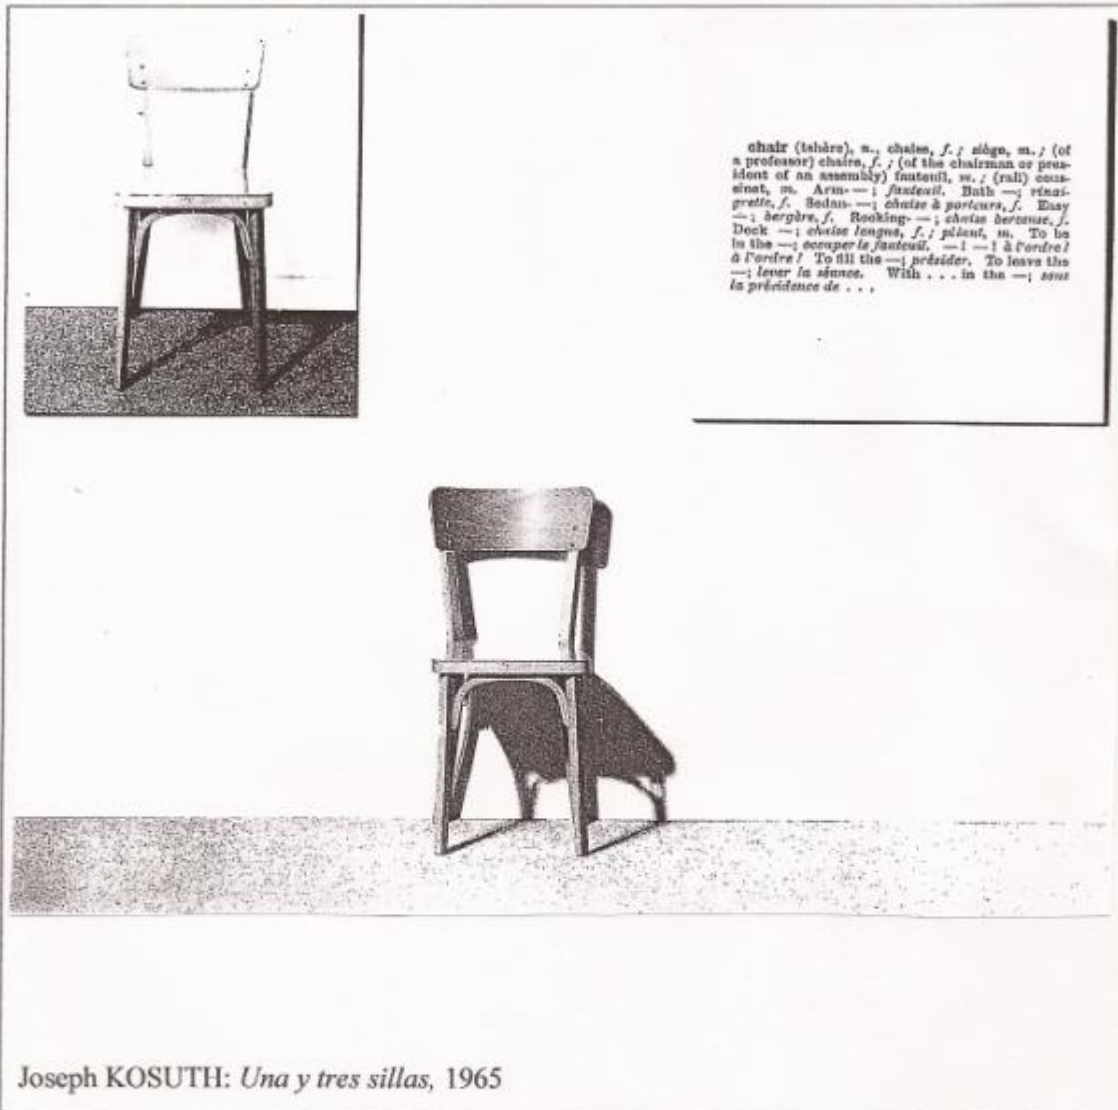 chair (tshère), n., chaise, f.; siège, m.; (of
a professor) chaire, f.; (of the chairman or pres-
ident of an assembly) fauteuil, m.; (rail) cous-
sinet, m. Arm- —; fauteuil. Bath —; vinai-
grette, f. Sedan- —; chaise à porteurs, f. Easy
—; bergère, f. Rocking- —; chaise berceuse, f.
Deck —; chaise longue, f.; pliant, m. To be
in the —; occuper le fauteuil. — ! — ! à l'ordre !
à l'ordre ! To fill the —; présider. To leave the
—; lever la séance. With . . . in the —; sous
la présidence de . . .
Joseph KOSUTH: Una y tres sillas, 1965